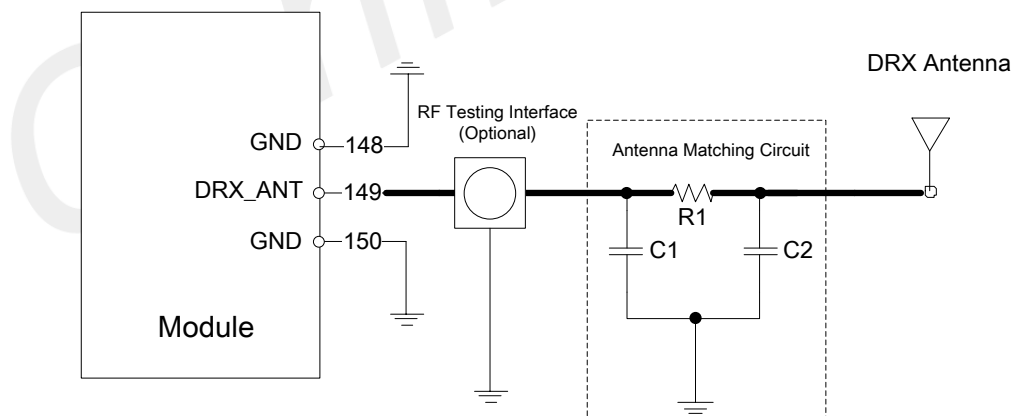 DRX Antenna
RF Testing Interface
(Optional)
Antenna Matching Circuit
GND
148
DRX_ANT
149
R1
GND
150
C1
C2
Module